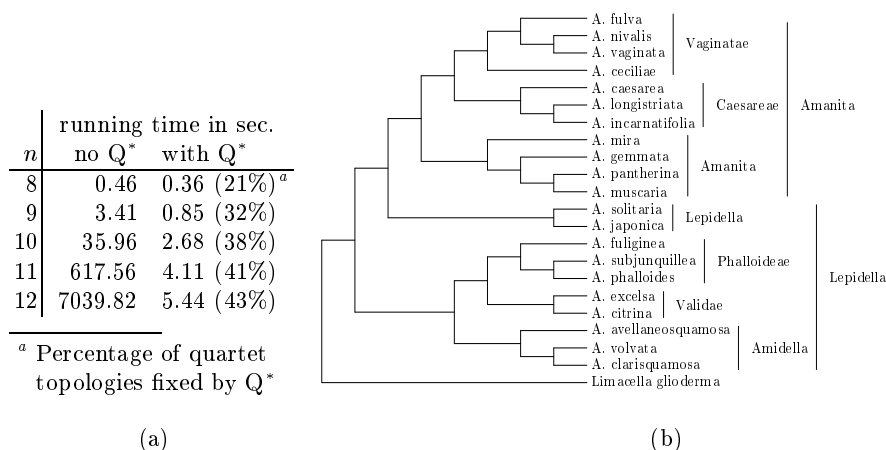 running time in sec.
n no Q* with Q*
8 0.46 0.36 (21%)a
9 3.41 0.85 (32%)
10 35.96 2.68 (38%)
11 617.56 4.11 (41%)
12 7039.82 5.44 (43%)
a Percentage of quartet
topologies fixed by Q*
(a)
A. fulva
A. nivalis
A. vaginata
A. ceciliae
Vaginatae
A. caesarea
A. longistriata
A. incarnatifolia
Caesareae
A. mira
A. gemmata
A. pantherina
A. muscaria
Amanita
Amanita
A. solitaria
A. japonica
Lepidella
A. fuliginea
A. subjunquillea
A. phalloides
Phalloideae
A. excelsa
A. citrina
Validae
A. avellaneosquamosa
A. volvata
A. clarisquamosa
Amidella
Lepidella
Limacella glioderma
(b)